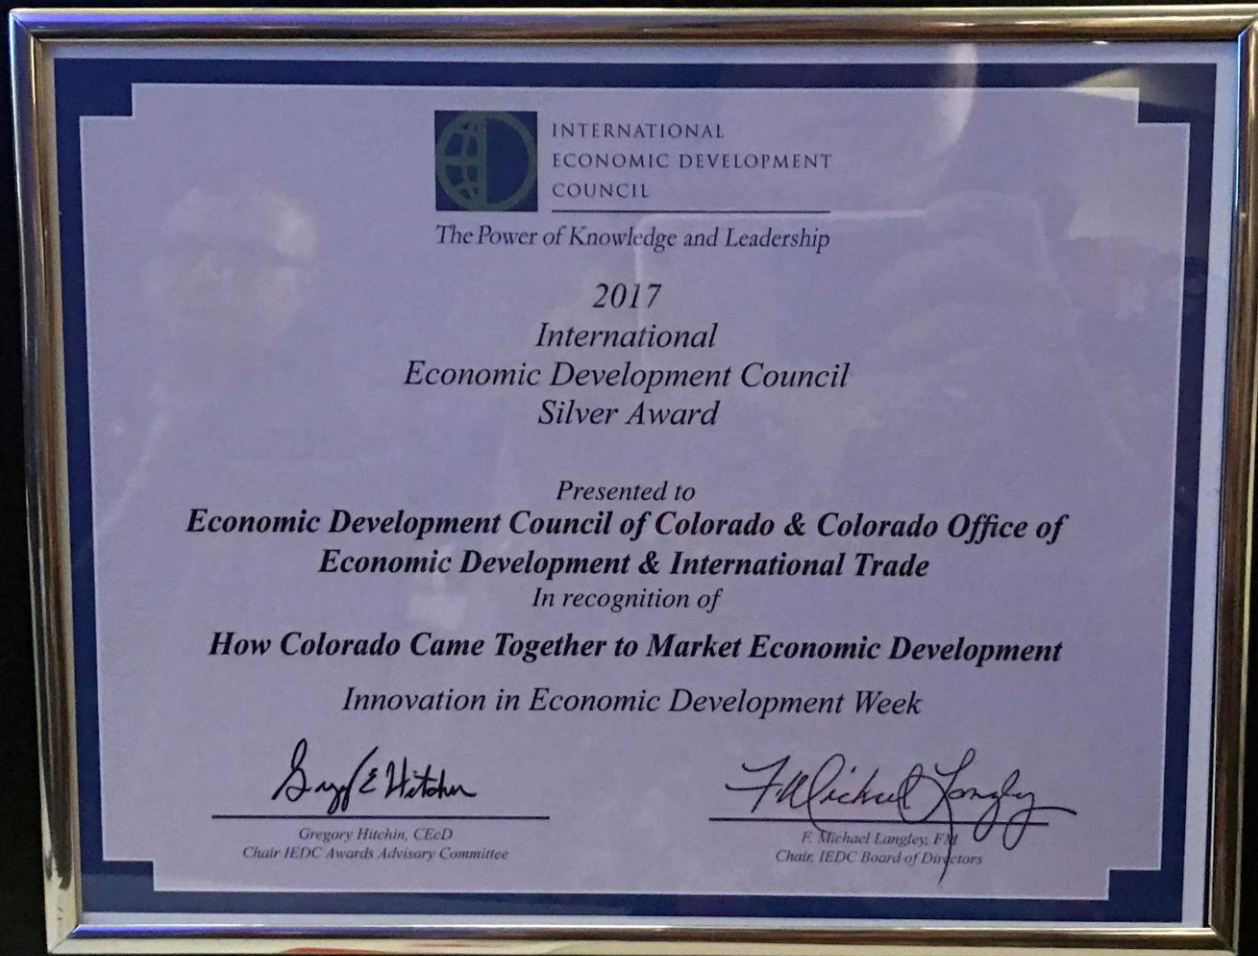 INTERNATIONAL
ECONOMIC DEVELOPMENT
COUNCIL
The Power of Knowledge and Leadership
2017
International
Economic Development Council
Silver Award
Presented to
Economic Development Council of Colorado & Colorado Office of
Economic Development & International Trade
In recognition of
How Colorado Came Together to Market Economic Development
Innovation in Economic Development Week
Gregory Hitchin, CEcD
Chair IEDC Awards Advisory Committee
F. Michael Langley
F. Michael Langley, FM
Chair, IEDC Board of Directors